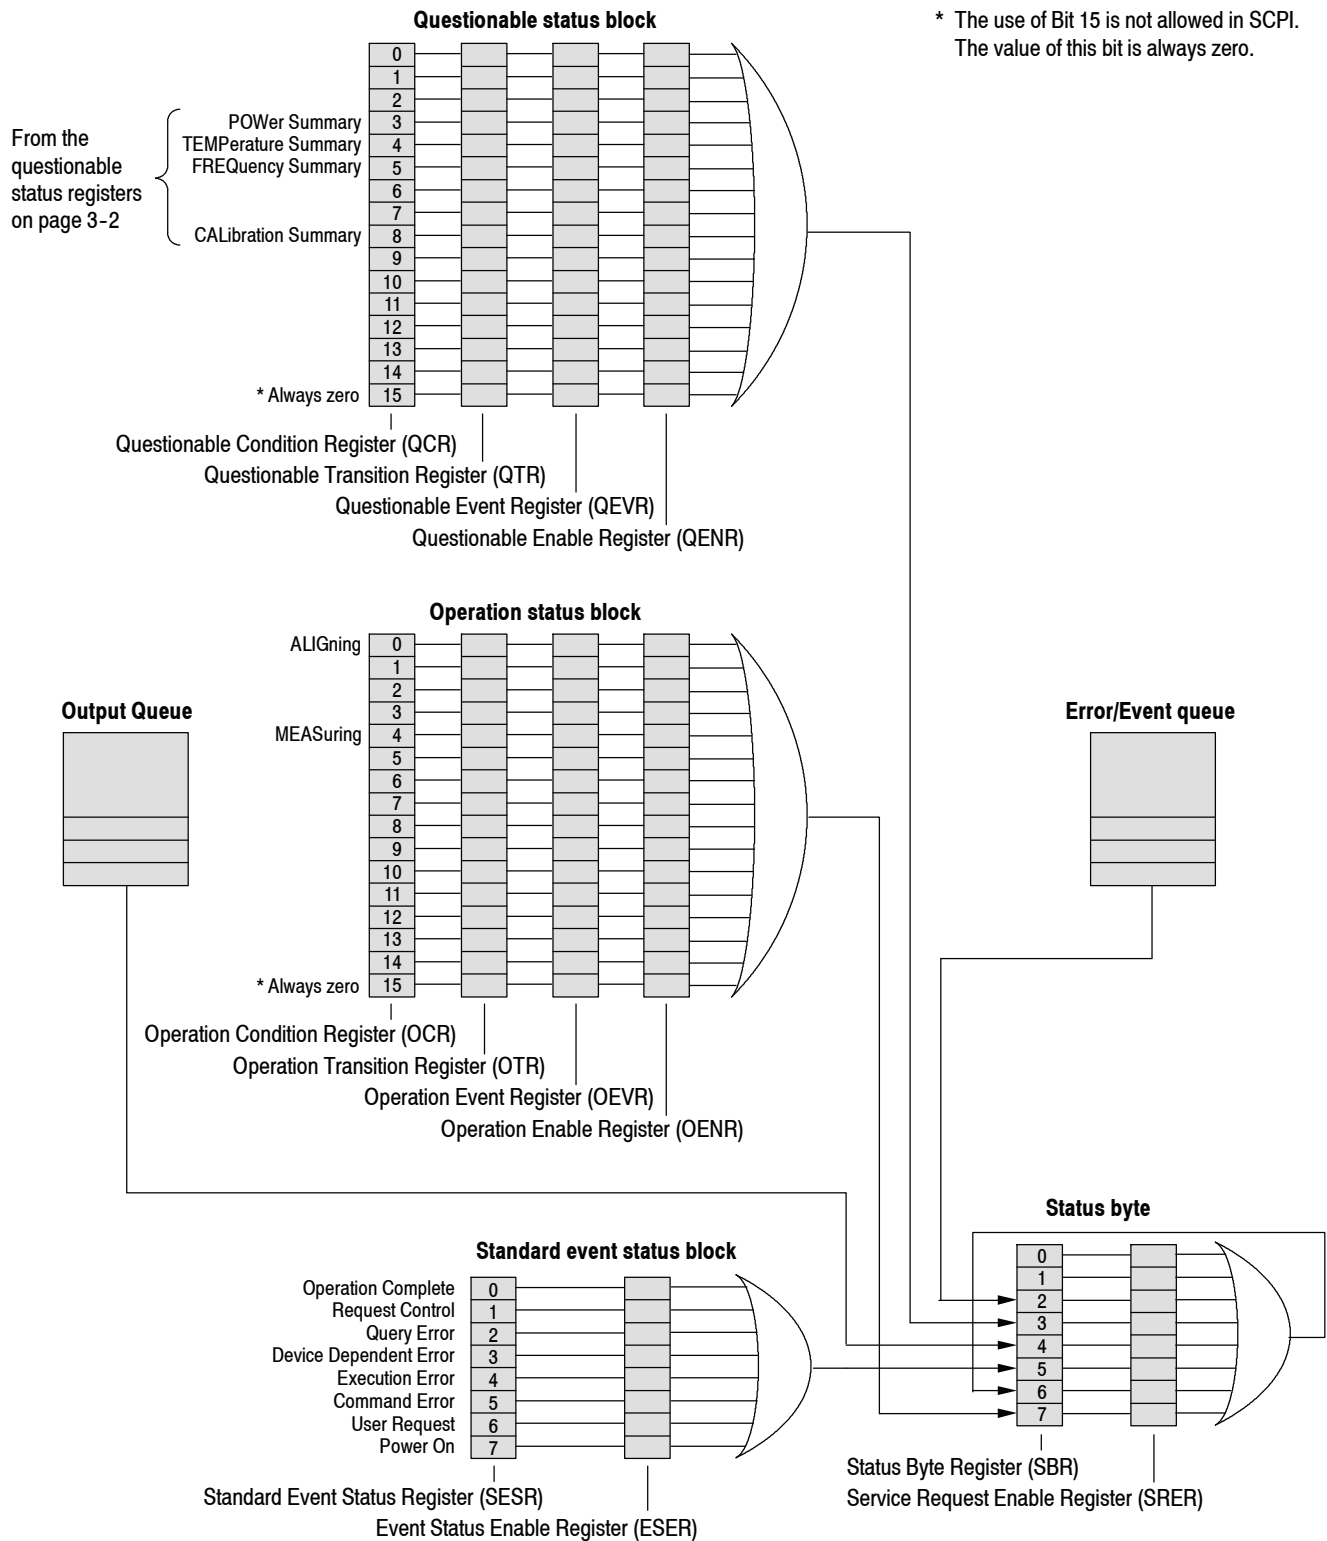 Questionable status block
* The use of Bit 15 is not allowed in SCPI.
The value of this bit is always zero.
0
1
2
POWer Summary 3
TEMPerature Summary 4
FREQuency Summary 5
6
7
CALibration Summary 8
9
10
11
12
13
14
* Always zero 15
From the
questionable
status registers
on page 3-2
Questionable Condition Register (QCR)
Questionable Transition Register (QTR)
Questionable Event Register (QEVR)
Questionable Enable Register (QENR)
Operation status block
ALIGning 0
1
2
3
MEASuring 4
5
6
7
8
9
10
11
12
13
14
* Always zero 15
Output Queue
Error/Event queue
Operation Condition Register (OCR)
Operation Transition Register (OTR)
Operation Event Register (OEVR)
Operation Enable Register (OENR)
Standard event status block
Operation Complete 0
Request Control 1
Query Error 2
Device Dependent Error 3
Execution Error 4
Command Error 5
User Request 6
Power On 7
Standard Event Status Register (SESR)
Event Status Enable Register (ESER)
Status byte
0
1
2
3
4
5
6
7
Status Byte Register (SBR)
Service Request Enable Register (SRER)